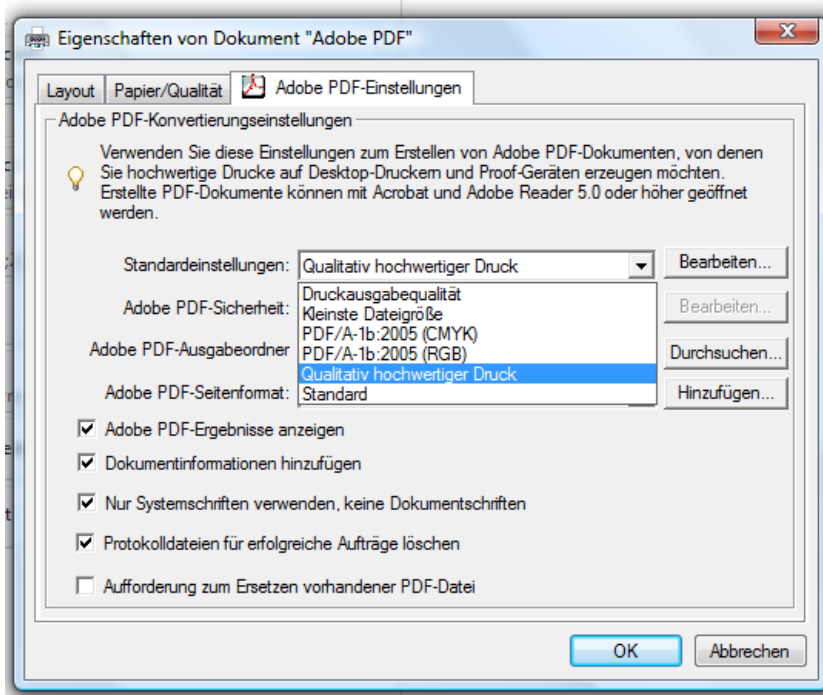 Eigenschaften von Dokument "Adobe PDF"
Layout Papier/Qualität Adobe PDF-Einstellungen
Adobe PDF-Konvertierungseinstellungen
Verwenden Sie diese Einstellungen zum Erstellen von Adobe PDF-Dokumenten, von denen
Sie hochwertige Drucke auf Desktop-Druckern und Proof-Geräten erzeugen möchten.
Erstellte PDF-Dokumente können mit Acrobat und Adobe Reader 5.0 oder höher geöffnet
werden.
Standardeinstellungen: Qualitativ hochwertiger Druck Bearbeiten...
Druckausgabequalität
Adobe PDF-Sicherheit: Kleinste Dateigröße Bearbeiten...
PDF/A-1b:2005 (CMYK)
Adobe PDF-Ausgabeordner PDF/A-1b:2005 (RGB) Durchsuchen...
Qualitativ hochwertiger Druck
Adobe PDF-Seitenformat: Standard Hinzufügen...
Adobe PDF-Ergebnisse anzeigen
Dokumentinformationen hinzufügen
Nur Systemschriften verwenden, keine Dokumentschriften
Protokolldateien für erfolgreiche Aufträge löschen
Aufforderung zum Ersetzen vorhandener PDF-Datei
OK Abbrechen